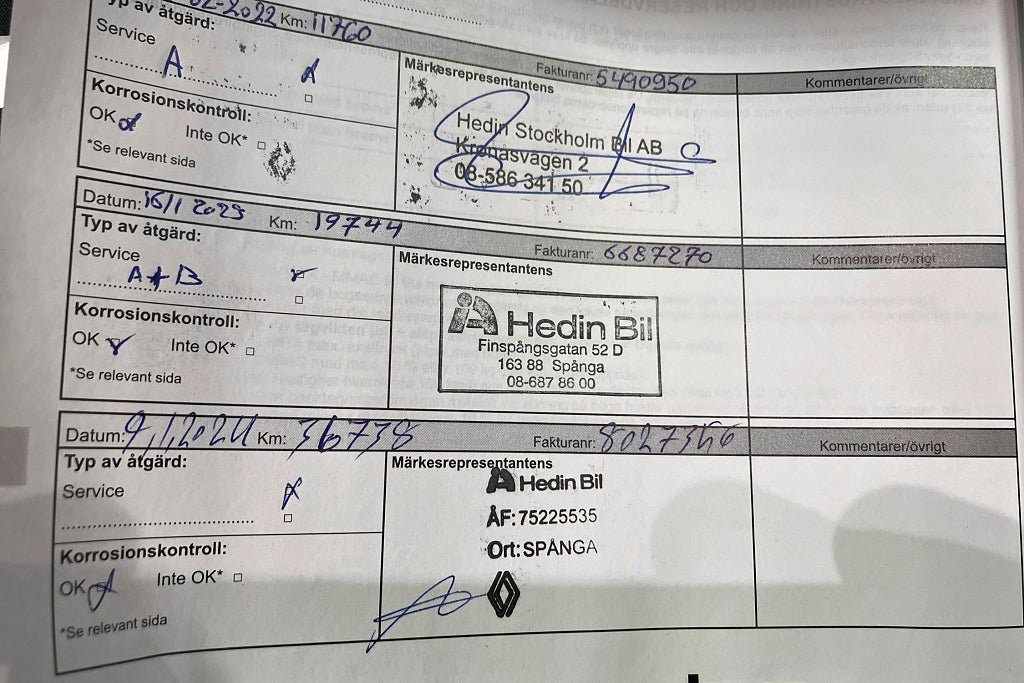 02-2022 Km: 11760
Typ av åtgärd:
Service
A
Fakturanr: 5490950
Kommentarer/övrigt
Märkesrepresentantens
Hedin Stockholm Bil AB
Kronåsvägen 2
08-586 341 50
Korrosionskontroll:
OK Inte OK*
*Se relevant sida
Datum: 16/1 2023 Km: 19744
Fakturanr: 6687270
Kommentarer/övrigt
Typ av åtgärd:
Service
A+B
Märkesrepresentantens
Hedin Bil
Finspångsgatan 52 D
163 88 Spånga
08-687 86 00
Korrosionskontroll:
OK Inte OK*
*Se relevant sida
Datum: 9/1 2024 Km: 36738
Fakturanr: 8027356
Kommentarer/övrigt
Typ av åtgärd:
Service
Märkesrepresentantens
Hedin Bil
ÅF: 75225535
Ort: SPÅNGA
Korrosionskontroll:
OK Inte OK*
*Se relevant sida